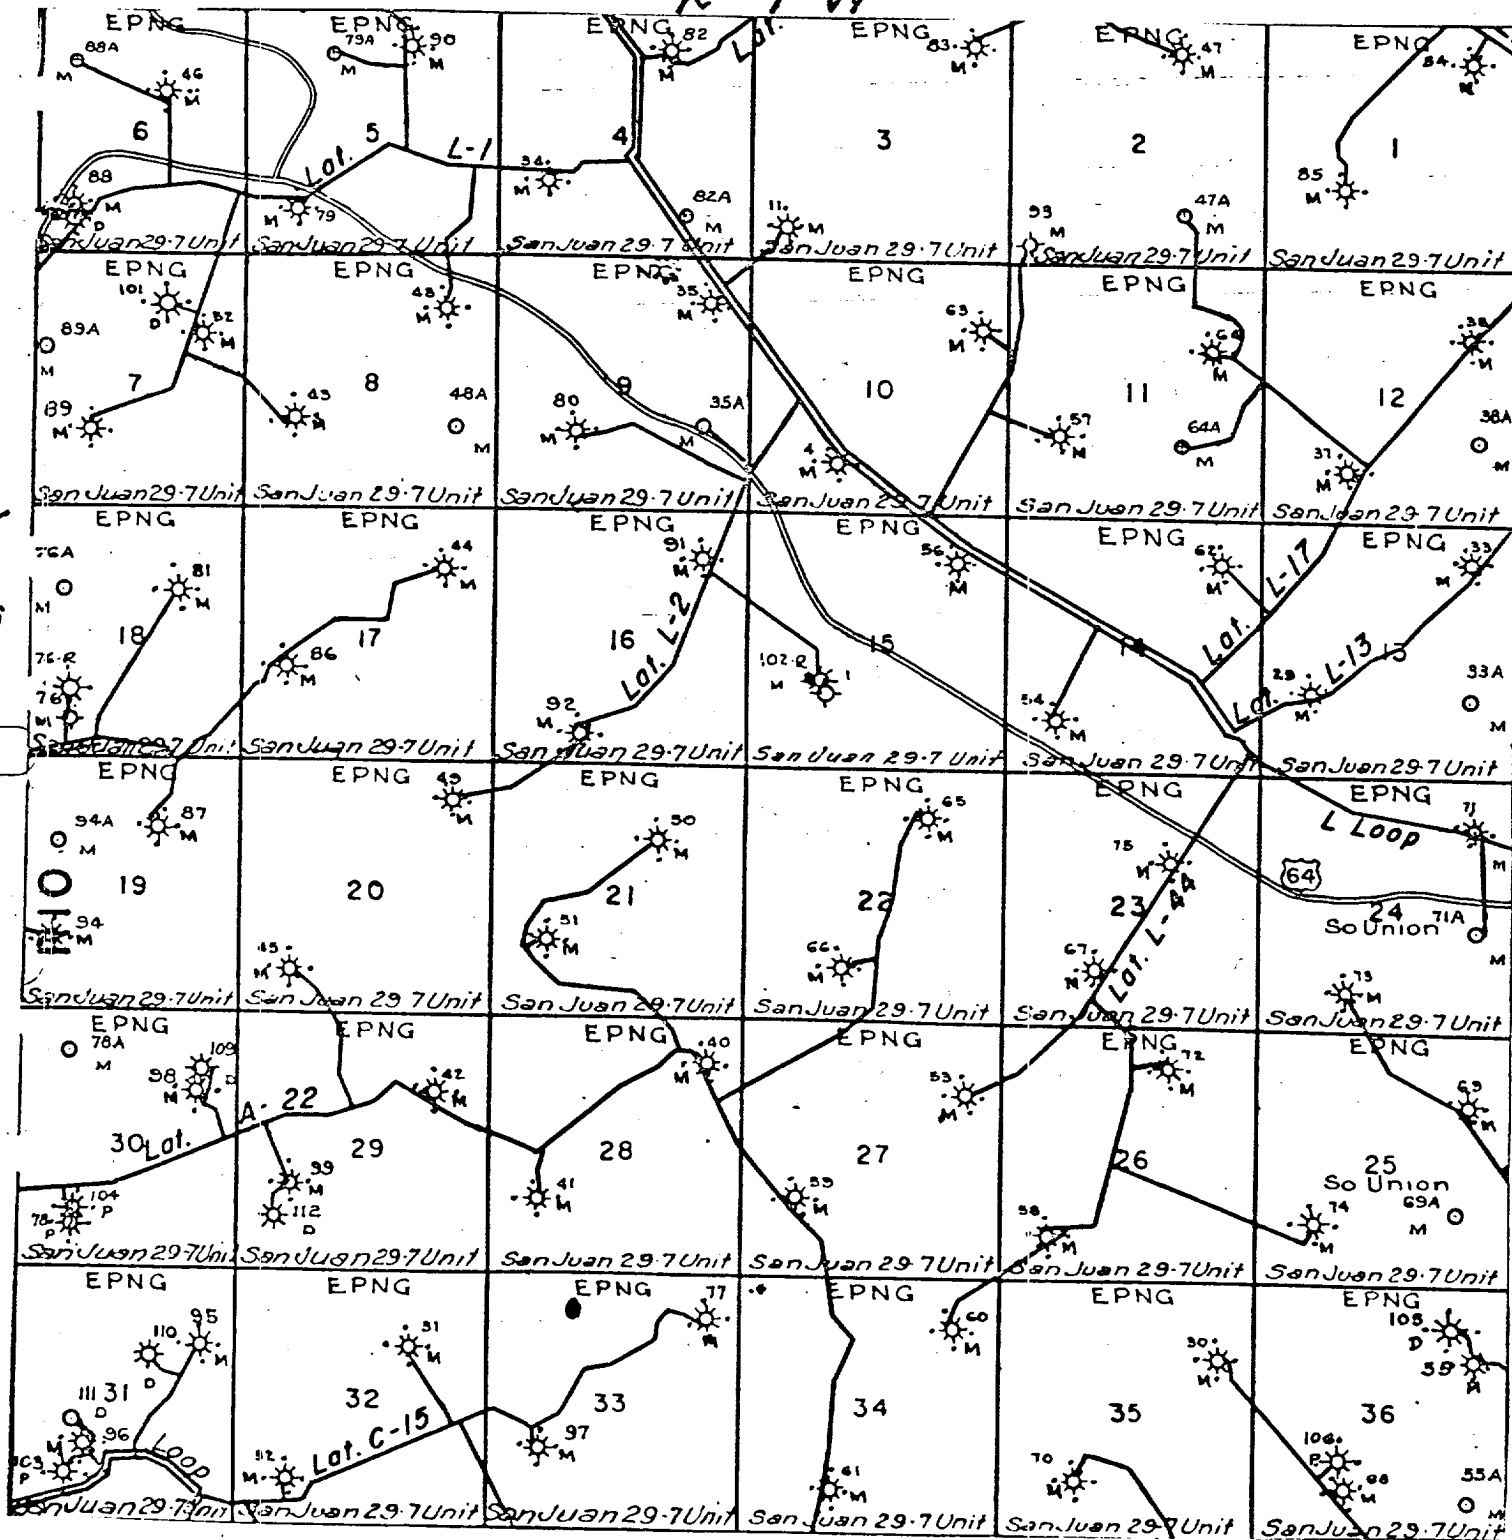 R 7 W
EPNG EPNG EPNG EPNG EPNG EPNG
88A 79A 90 82 Lat. 83 47 84
M M M M M M M
46
M
6 5 4 3 2 1
Lat. L-1
88 M 79 M 34 M 82A M 11 M 93 M 47A M 85 M
D
San Juan 29-7 Unit San Juan 29-7 Unit San Juan 29-7 Unit San Juan 29-7 Unit San Juan 29-7 Unit San Juan 29-7 Unit
EPNG EPNG EPNG EPNG EPNG EPNG
101 D 32 M 48 M 35 M 63 M 64 M 38 M
89A M
7 8 9 10 11 12
89 M 43 M 48A M 80 M 35A M 4 M 57 M 64A M 37 M 38A M
San Juan 29-7 Unit San Juan 29-7 Unit San Juan 29-7 Unit San Juan 29-7 Unit San Juan 29-7 Unit San Juan 29-7 Unit
EPNG EPNG EPNG EPNG EPNG EPNG
76A M 81 M 44 M 91 M 56 M 62 M 33 M
18 17 16 15 14 13
Lat. L-2 Lat. L-17 Lat. L-13
76-R 76 M 86 M 92 M 102-R M 1 54 M 29 M 33A M
San Juan 29-7 Unit San Juan 29-7 Unit San Juan 29-7 Unit San Juan 29-7 Unit San Juan 29-7 Unit San Juan 29-7 Unit
EPNG EPNG EPNG EPNG EPNG EPNG
94A M 87 M 49 M 50 M 65 M 75 M L Loop 71 M
64
19 20 21 22 23 24
So Union
94 M 45 M 51 M 66 M 67 M Lat. L-44 73 M 71A M
San Juan 29-7 Unit San Juan 29-7 Unit San Juan 29-7 Unit San Juan 29-7 Unit San Juan 29-7 Unit
EPNG EPNG EPNG EPNG EPNG EPNG
78A M 109 D 98 M 42 M 40 M 53 M 72 M 69 M
Lat. A-22
30 29 28 27 26 25
So Union
104 P 78 P 99 M 112 D 41 M 59 M 58 M 74 M 69A M
San Juan 29-7 Unit San Juan 29-7 Unit San Juan 29-7 Unit San Juan 29-7 Unit San Juan 29-7 Unit San Juan 29-7 Unit
EPNG EPNG EPNG EPNG EPNG EPNG
110 D 95 M 31 M 77 M 60 M 30 M 105 D 55 M
31 32 33 34 35 36
111 D 96 M 103 P Loop Lat. C-15 M 97 M 61 M 70 M 106 P M 55A M
San Juan 29-7 Unit San Juan 29-7 Unit San Juan 29-7 Unit San Juan 29-7 Unit San Juan 29-7 Unit San Juan 29-7 Unit